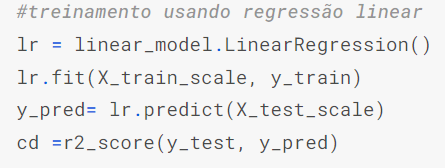 #treinamento usando regressão linear
lr = linear_model.LinearRegression()
lr.fit(X_train_scale, y_train)
y_pred= lr.predict(X_test_scale)
cd =r2_score(y_test, y_pred)